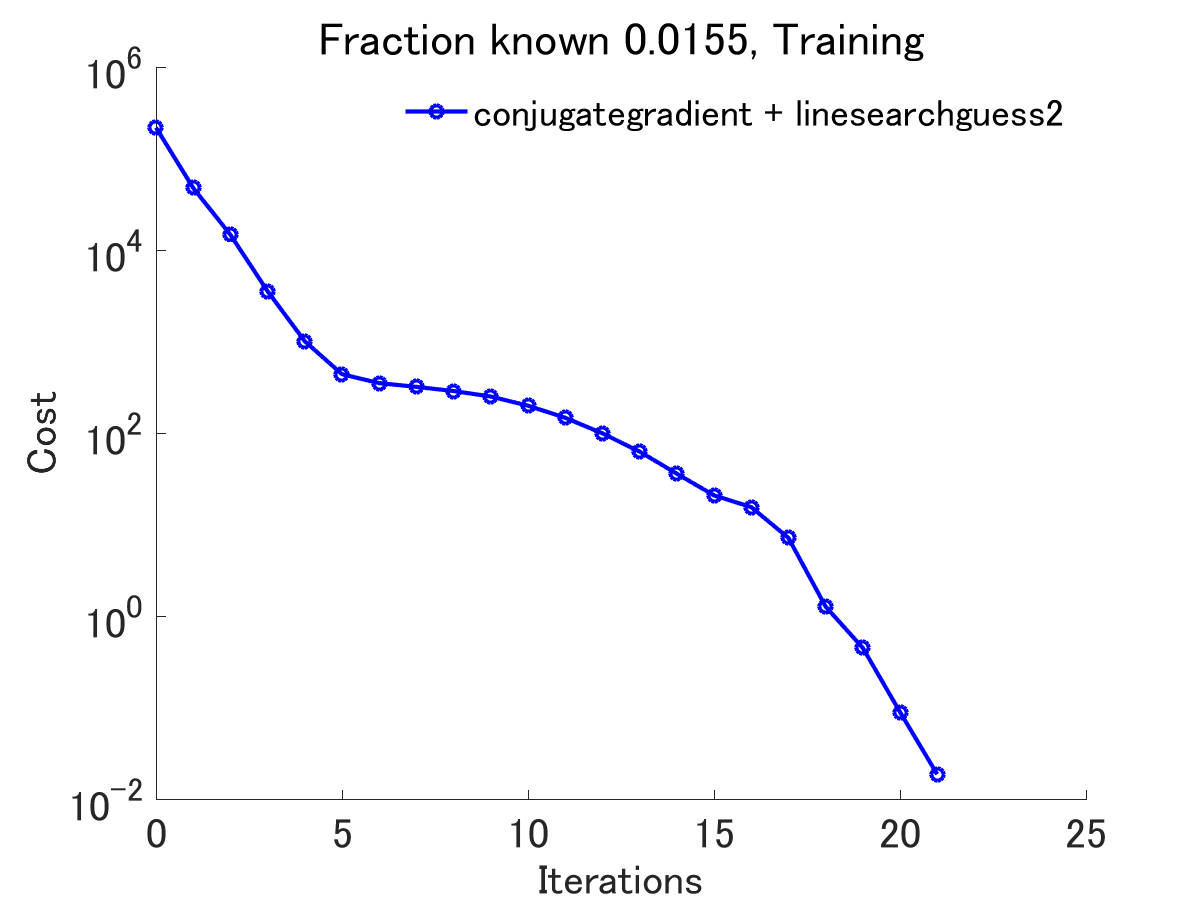 Fraction known 0.0155, Training
conjugategradient + linesearchguess2
10^6
10^4
10^2
10^0
10^-2
Cost
0 5 10 15 20 25
Iterations